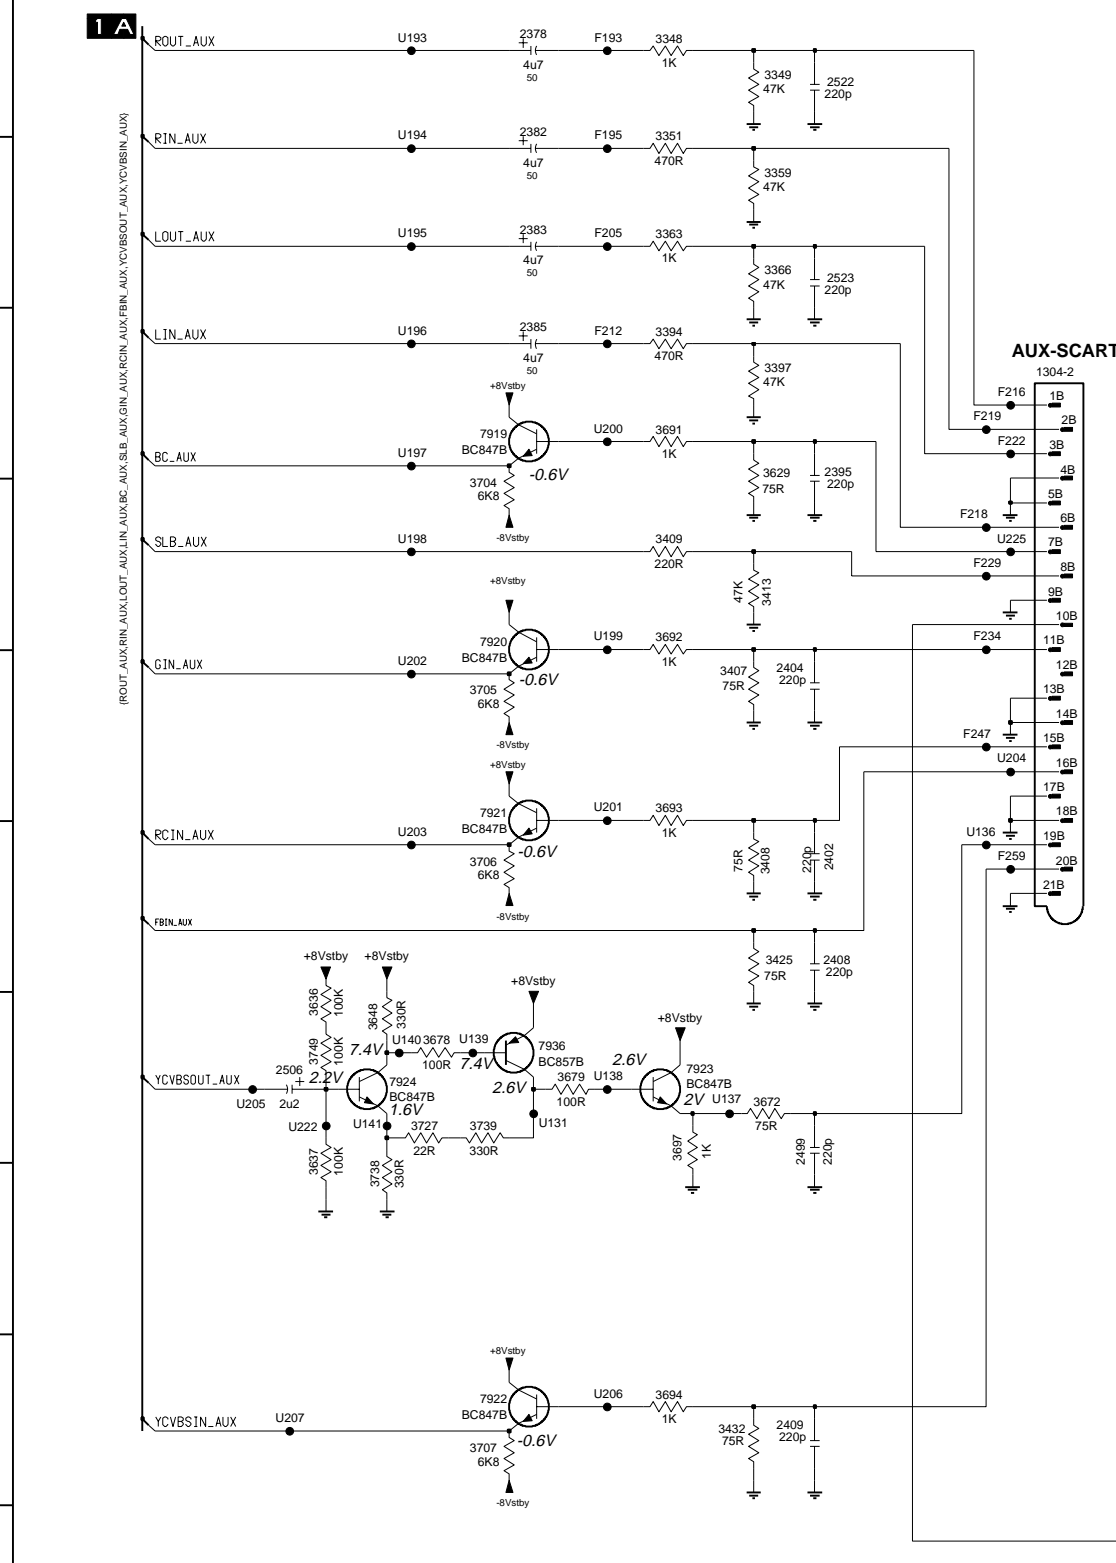 1 A
(ROUT_AUX,RIN_AUX,LOUT_AUX,LIN_AUX,BC_AUX,SLB_AUX,GIN_AUX,RCIN_AUX,FBIN_AUX,YCVBSOUT_AUX,YCVBSIN_AUX)
ROUT_AUX
U193
2378
+
4u7
50
F193
3348
1K
3349
47K
2522
220p
RIN_AUX
U194
2382
+
4u7
50
F195
3351
470R
3359
47K
LOUT_AUX
U195
2383
+
4u7
50
F205
3363
1K
3366
47K
2523
220p
LIN_AUX
U196
2385
+
4u7
50
F212
3394
470R
3397
47K
BC_AUX
U197
+8Vstby
7919
BC847B
-0.6V
3704
6K8
-8Vstby
U200
3691
1K
3629
75R
2395
220p
SLB_AUX
U198
3409
220R
47K
3413
GIN_AUX
U202
+8Vstby
7920
BC847B
-0.6V
3705
6K8
-8Vstby
U199
3692
1K
3407
75R
2404
220p
RCIN_AUX
U203
+8Vstby
7921
BC847B
-0.6V
3706
6K8
-8Vstby
U201
3693
1K
75R
3408
220p
2402
FBIN_AUX
3425
75R
2408
220p
YCVBSOUT_AUX
U205
2506
+
2u2
2.2V
+8Vstby
3636
100K
3749
100K
U222
3637
100K
+8Vstby
3648
330R
7.4V
U140
3678
100R
U139
7.4V
7924
BC847B
1.6V
U141
3727
22R
3739
330R
3738
330R
+8Vstby
7936
BC857B
2.6V
U131
3679
100R
U138
2.6V
+8Vstby
7923
BC847B
2V
U137
3672
75R
3697
1K
2499
220p
YCVBSIN_AUX
U207
+8Vstby
7922
BC847B
-0.6V
3707
6K8
-8Vstby
U206
3694
1K
3432
75R
2409
220p
AUX-SCART
1304-2
F216
1B
F219
2B
F222
3B
4B
5B
F218
6B
U225
7B
F229
8B
9B
10B
F234
11B
12B
13B
14B
F247
15B
U204
16B
17B
18B
U136
19B
F259
20B
21B